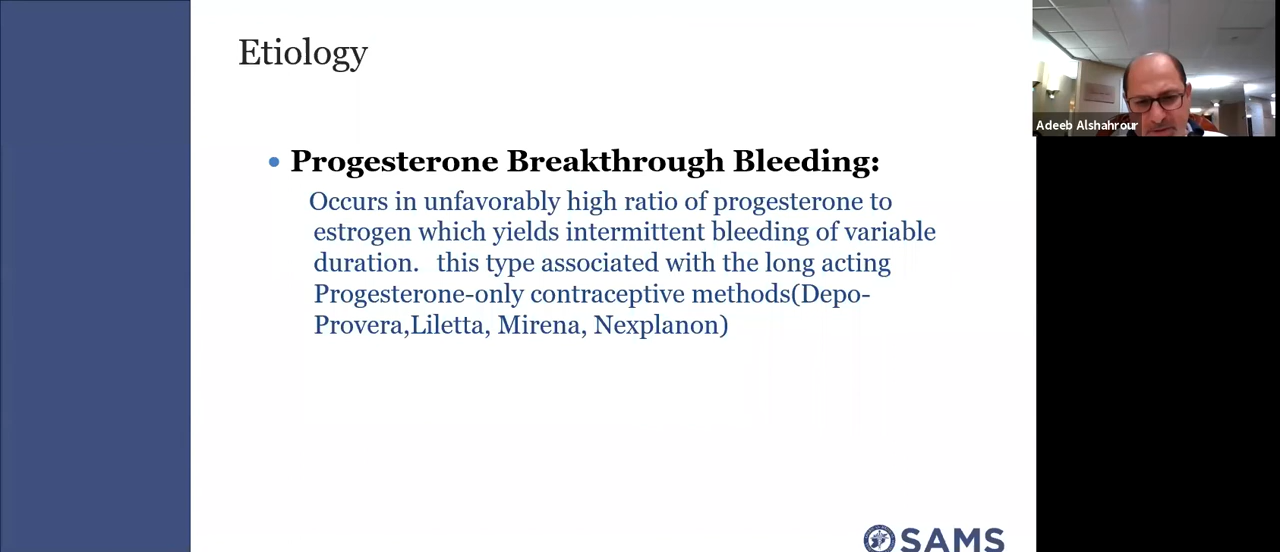 Etiology
Adeeb Alshahrour
• Progesterone Breakthrough Bleeding:
Occurs in unfavorably high ratio of progesterone to
estrogen which yields intermittent bleeding of variable
duration.   this type associated with the long acting
Progesterone-only contraceptive methods(Depo-
Provera,Liletta, Mirena, Nexplanon)
SAMS